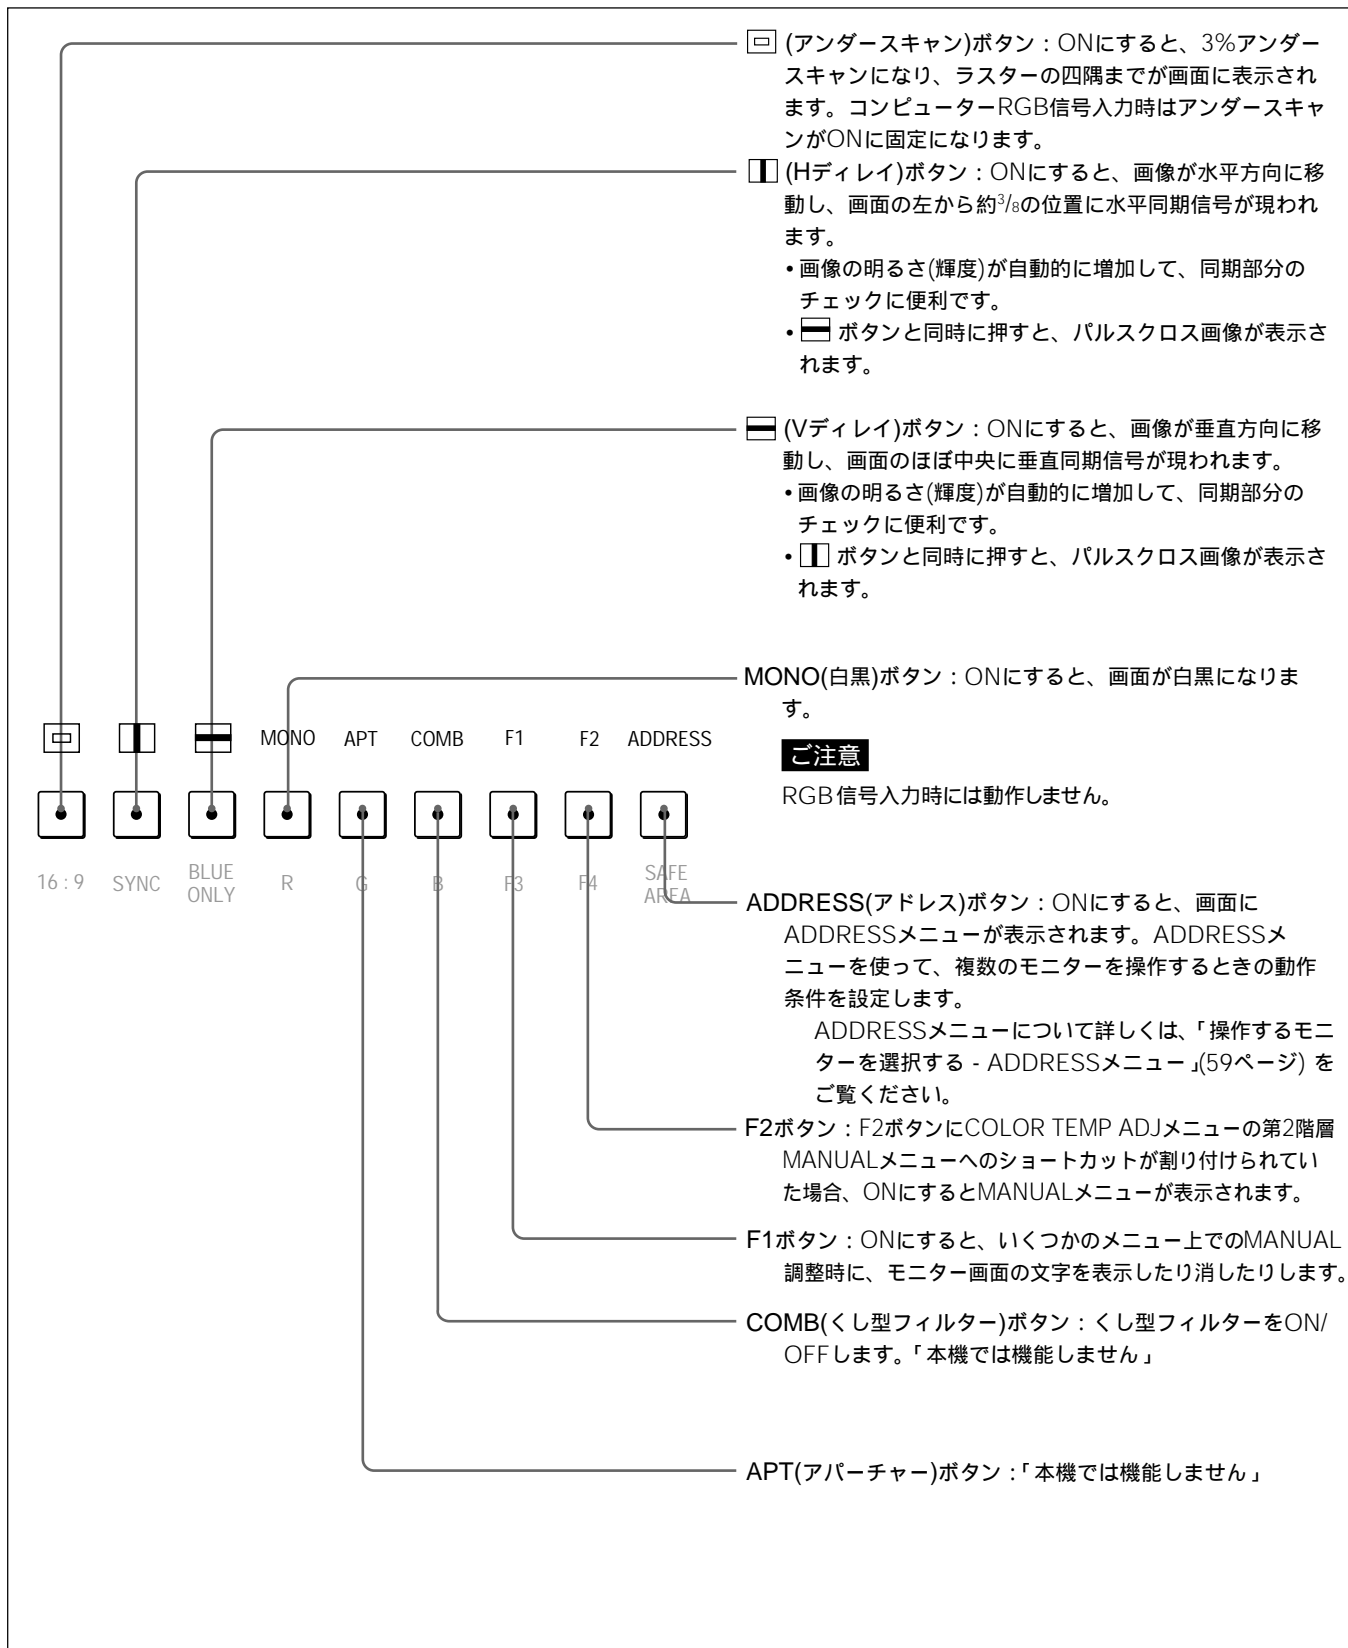 (アンダースキャン)ボタン：ONにすると、3%アンダー
スキャンになり、ラスターの四隅までが画面に表示され
ます。コンピューターRGB信号入力時はアンダースキャ
ンがONに固定になります。
(Hディレイ)ボタン：ONにすると、画像が水平方向に移
動し、画面の左から約3/8の位置に水平同期信号が現われ
ます。
• 画像の明るさ(輝度)が自動的に増加して、同期部分の
チェックに便利です。
• ボタンと同時に押すと、パルスクロス画像が表示さ
れます。
(Vディレイ)ボタン：ONにすると、画像が垂直方向に移
動し、画面のほぼ中央に垂直同期信号が現われます。
• 画像の明るさ(輝度)が自動的に増加して、同期部分の
チェックに便利です。
• ボタンと同時に押すと、パルスクロス画像が表示さ
れます。
MONO(白黒)ボタン：ONにすると、画面が白黒になりま
す。
ご注意
RGB信号入力時には動作しません。
MONO APT COMB F1 F2 ADDRESS
16 : 9 SYNC BLUE ONLY R G B F3 F4 SAFE AREA
ADDRESS(アドレス)ボタン：ONにすると、画面に
ADDRESSメニューが表示されます。ADDRESSメ
ニューを使って、複数のモニターを操作するときの動作
条件を設定します。
ADDRESSメニューについて詳しくは、「操作するモニ
ターを選択する - ADDRESSメニュー」(59ページ) を
ご覧ください。
F2ボタン：F2ボタンにCOLOR TEMP ADJメニューの第2階層
MANUALメニューへのショートカットが割り付けられてい
た場合、ONにするとMANUALメニューが表示されます。
F1ボタン：ONにすると、いくつかのメニュー上でのMANUAL
調整時に、モニター画面の文字を表示したり消したりします。
COMB(くし型フィルター)ボタン：くし型フィルターをON/
OFFします。「本機では機能しません」
APT(アパーチャー)ボタン：「本機では機能しません」